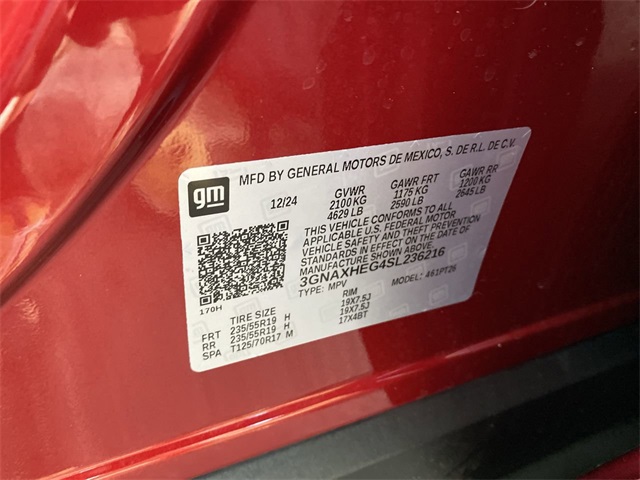 gm
MFD BY GENERAL MOTORS DE MEXICO, S. DE R.L. DE C.V.
12/24 GVWR GAWR FRT GAWR RR
2100 KG 1175 KG 1200 KG
4629 LB 2590 LB 2645 LB
THIS VEHICLE CONFORMS TO ALL
APPLICABLE U.S. FEDERAL MOTOR
VEHICLE SAFETY AND THEFT PREVENTION
STANDARDS IN EFFECT ON THE DATE OF
MANUFACTURE SHOWN ABOVE.
3GNAXHEG4SL236216
TYPE: MPV MODEL: 461PT26
170H
TIRE SIZE RIM
FRT 235/55R19 H 19X7.5J
RR 235/55R19 H 19X7.5J
SPA T125/70R17 M 17X4BT